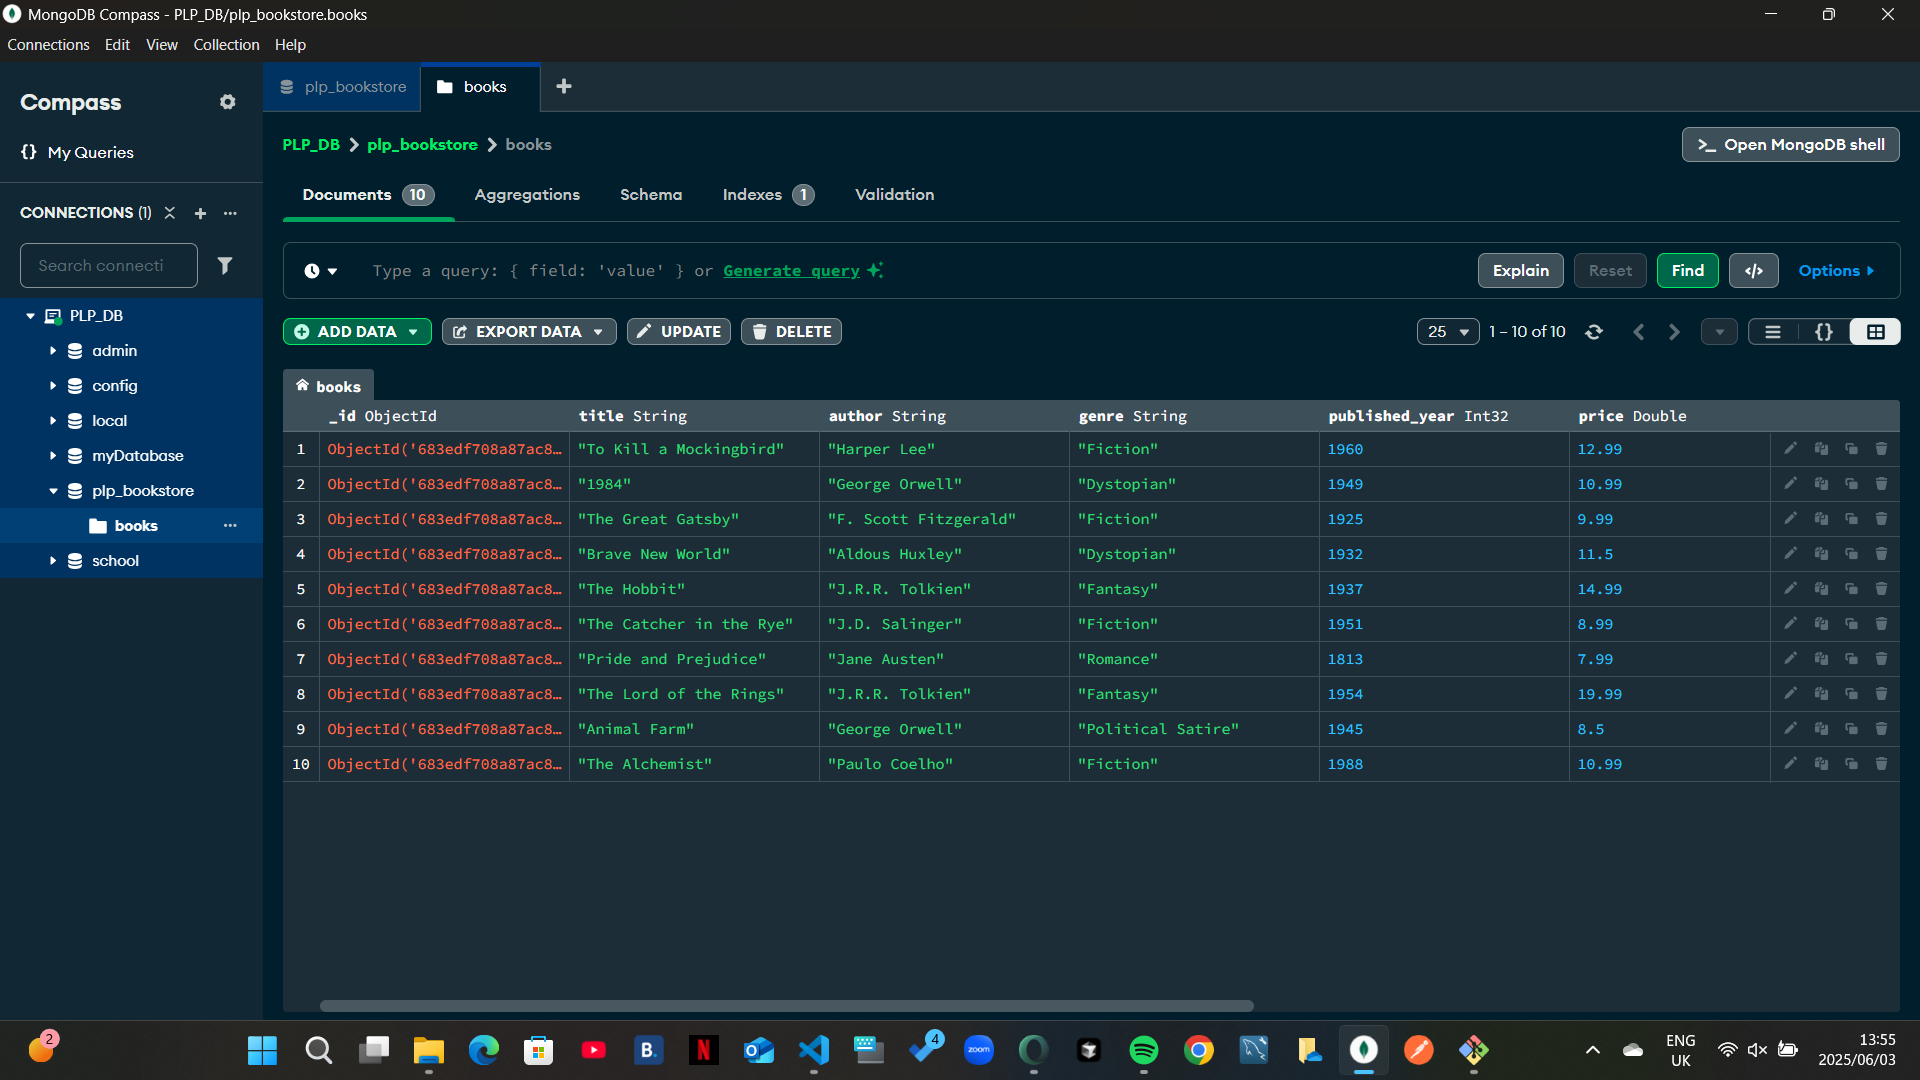 MongoDB Compass - PLP_DB/plp_bookstore.books
Connections Edit View Collection Help
Compass
plp_bookstore books
{} My Queries
PLP_DB > plp_bookstore > books
>_ Open MongoDB shell
Documents 10 Aggregations Schema Indexes 1 Validation
CONNECTIONS (1)
Search connecti
Type a query: { field: 'value' } or Generate query
Explain Reset Find </> Options
PLP_DB
admin
config
local
myDatabase
plp_bookstore
books
school
ADD DATA EXPORT DATA UPDATE DELETE
25 1 – 10 of 10 {}
books
_id ObjectId title String author String genre String published_year Int32 price Double
1 ObjectId('683edf708a87ac8… "To Kill a Mockingbird" "Harper Lee" "Fiction" 1960 12.99
2 ObjectId('683edf708a87ac8… "1984" "George Orwell" "Dystopian" 1949 10.99
3 ObjectId('683edf708a87ac8… "The Great Gatsby" "F. Scott Fitzgerald" "Fiction" 1925 9.99
4 ObjectId('683edf708a87ac8… "Brave New World" "Aldous Huxley" "Dystopian" 1932 11.5
5 ObjectId('683edf708a87ac8… "The Hobbit" "J.R.R. Tolkien" "Fantasy" 1937 14.99
6 ObjectId('683edf708a87ac8… "The Catcher in the Rye" "J.D. Salinger" "Fiction" 1951 8.99
7 ObjectId('683edf708a87ac8… "Pride and Prejudice" "Jane Austen" "Romance" 1813 7.99
8 ObjectId('683edf708a87ac8… "The Lord of the Rings" "J.R.R. Tolkien" "Fantasy" 1954 19.99
9 ObjectId('683edf708a87ac8… "Animal Farm" "George Orwell" "Political Satire" 1945 8.5
10 ObjectId('683edf708a87ac8… "The Alchemist" "Paulo Coelho" "Fiction" 1988 10.99
2 B. N 4 zoom
ENG
UK
13:55
2025/06/03